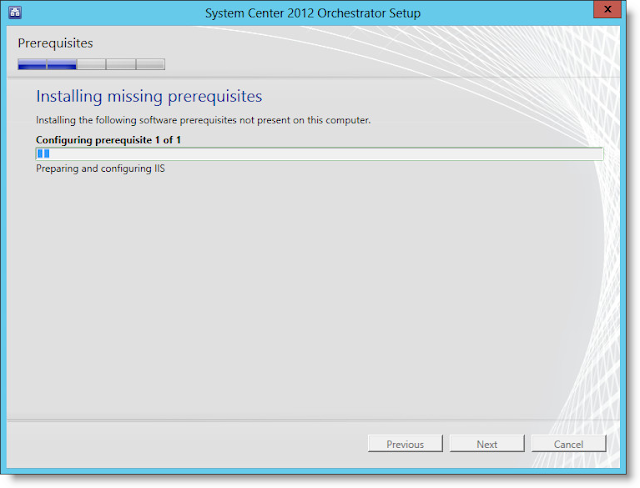 System Center 2012 Orchestrator Setup
x
Prerequisites
Installing missing prerequisites
Installing the following software prerequisites not present on this computer.
Configuring prerequisite 1 of 1
Preparing and configuring IIS
Previous
Next
Cancel